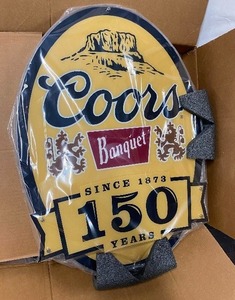 Coors
Banquet
SINCE 1873
150
YEARS